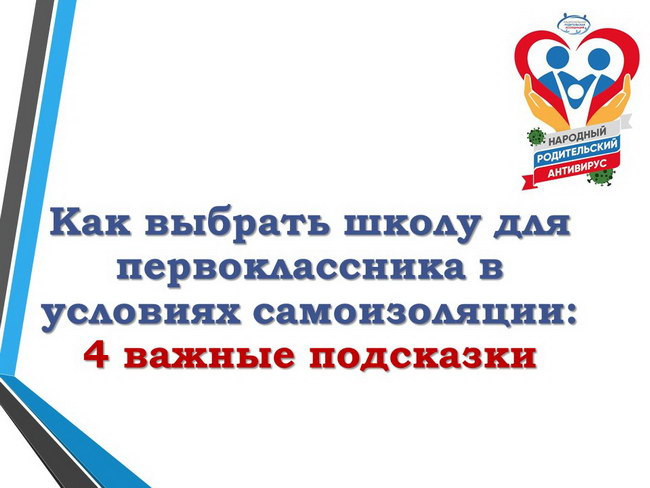 НАРОДНЫЙ
РОДИТЕЛЬСКИЙ
АНТИВИРУС
Как выбрать школу для
первоклассника в
условиях самоизоляции:
4 важные подсказки